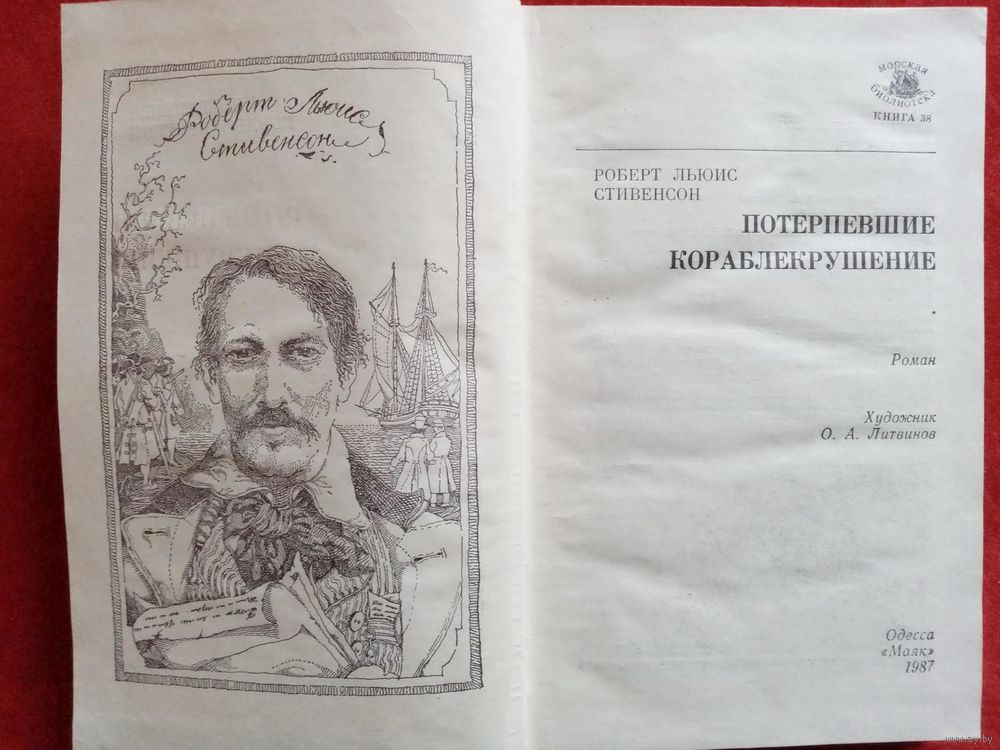 Роберт Льюис
Стивенсон
морская
библиотека
КНИГА 38
РОБЕРТ ЛЬЮИС
СТИВЕНСОН
ПОТЕРПЕВШИЕ
КОРАБЛЕКРУШЕНИЕ
Роман
Художник
О. А. Литвинов
Одесса
«Маяк»
1987